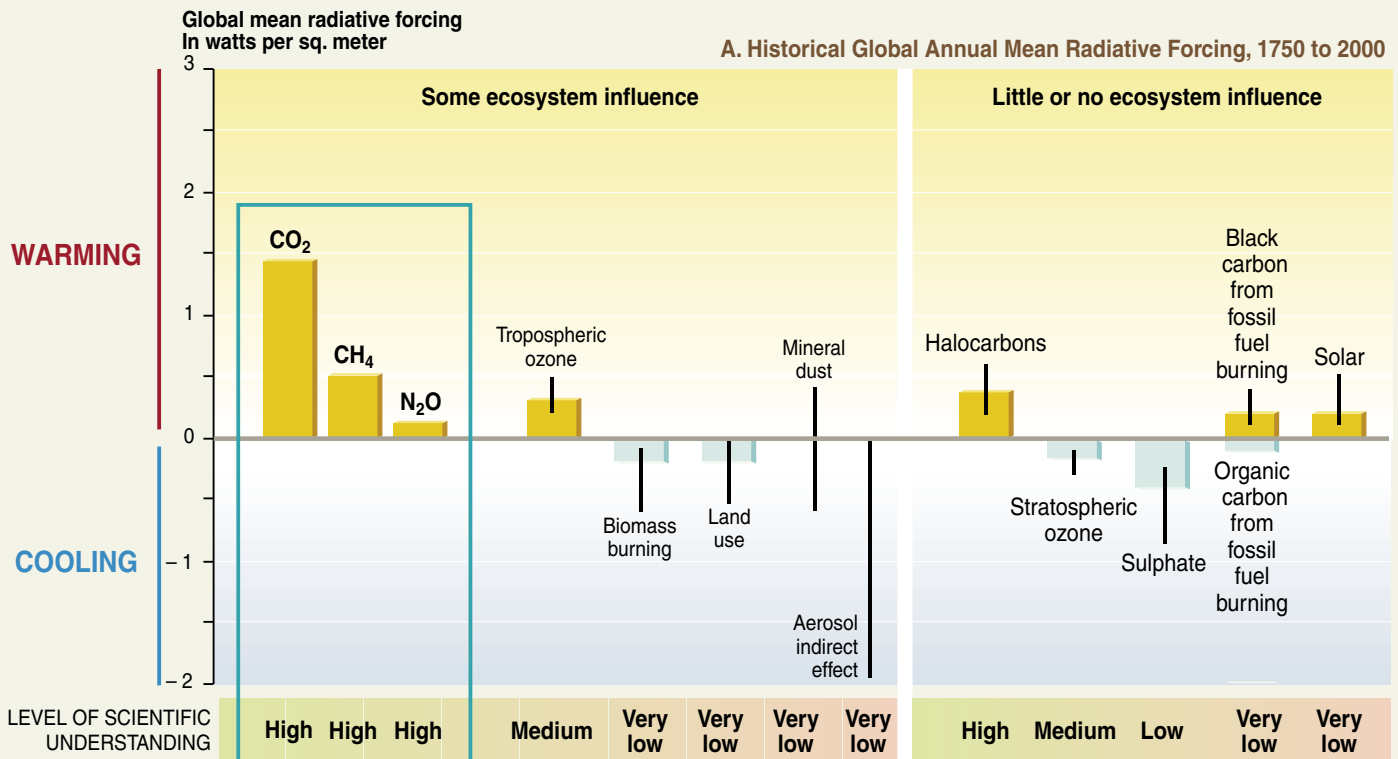 Global mean radiative forcing
In watts per sq. meter
A. Historical Global Annual Mean Radiative Forcing, 1750 to 2000
3
2
1
0
– 1
– 2
WARMING
COOLING
Some ecosystem influence
CO₂
CH₄
N₂O
Tropospheric
ozone
Biomass
burning
Land
use
Mineral
dust
Aerosol
indirect
effect
Little or no ecosystem influence
Halocarbons
Stratospheric
ozone
Sulphate
Black
carbon
from
fossil
fuel
burning
Organic
carbon
from
fossil
fuel
burning
Solar
LEVEL OF SCIENTIFIC
UNDERSTANDING
High
High
High
Medium
Very
low
Very
low
Very
low
Very
low
High
Medium
Low
Very
low
Very
low